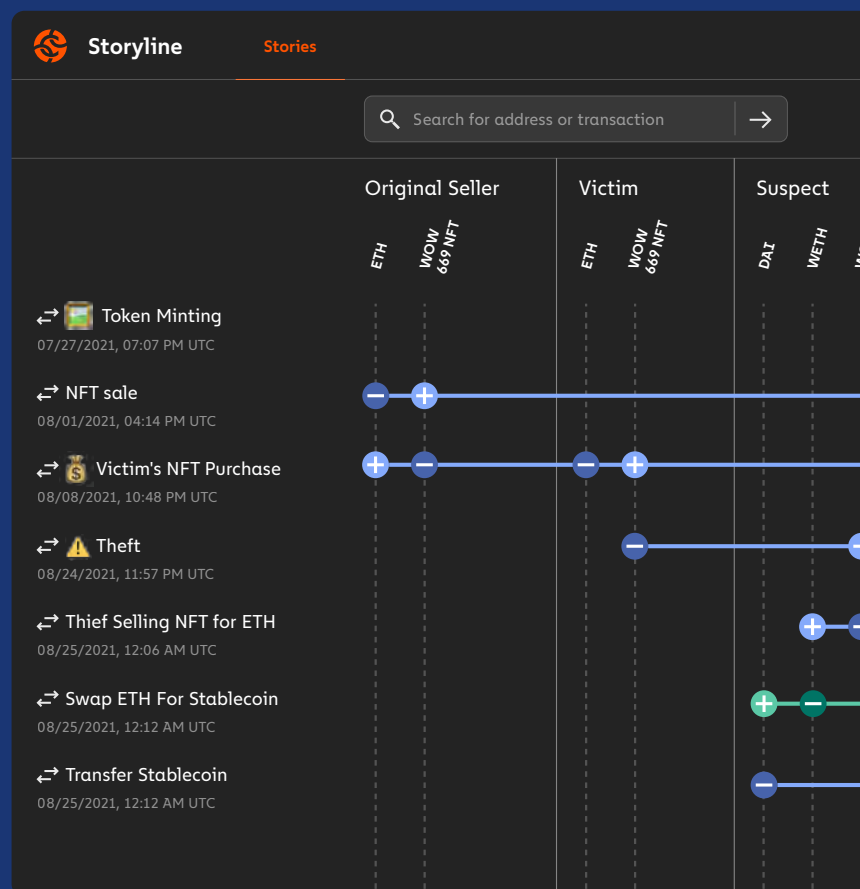 Storyline
Stories
Search for address or transaction
Original Seller
Victim
Suspect
ETH
WOW
669 NFT
ETH
WOW
669 NFT
DAI
WETH
Token Minting
07/27/2021, 07:07 PM UTC
NFT sale
08/01/2021, 04:14 PM UTC
Victim's NFT Purchase
08/08/2021, 10:48 PM UTC
Theft
08/24/2021, 11:57 PM UTC
Thief Selling NFT for ETH
08/25/2021, 12:06 AM UTC
Swap ETH For Stablecoin
08/25/2021, 12:12 AM UTC
Transfer Stablecoin
08/25/2021, 12:12 AM UTC